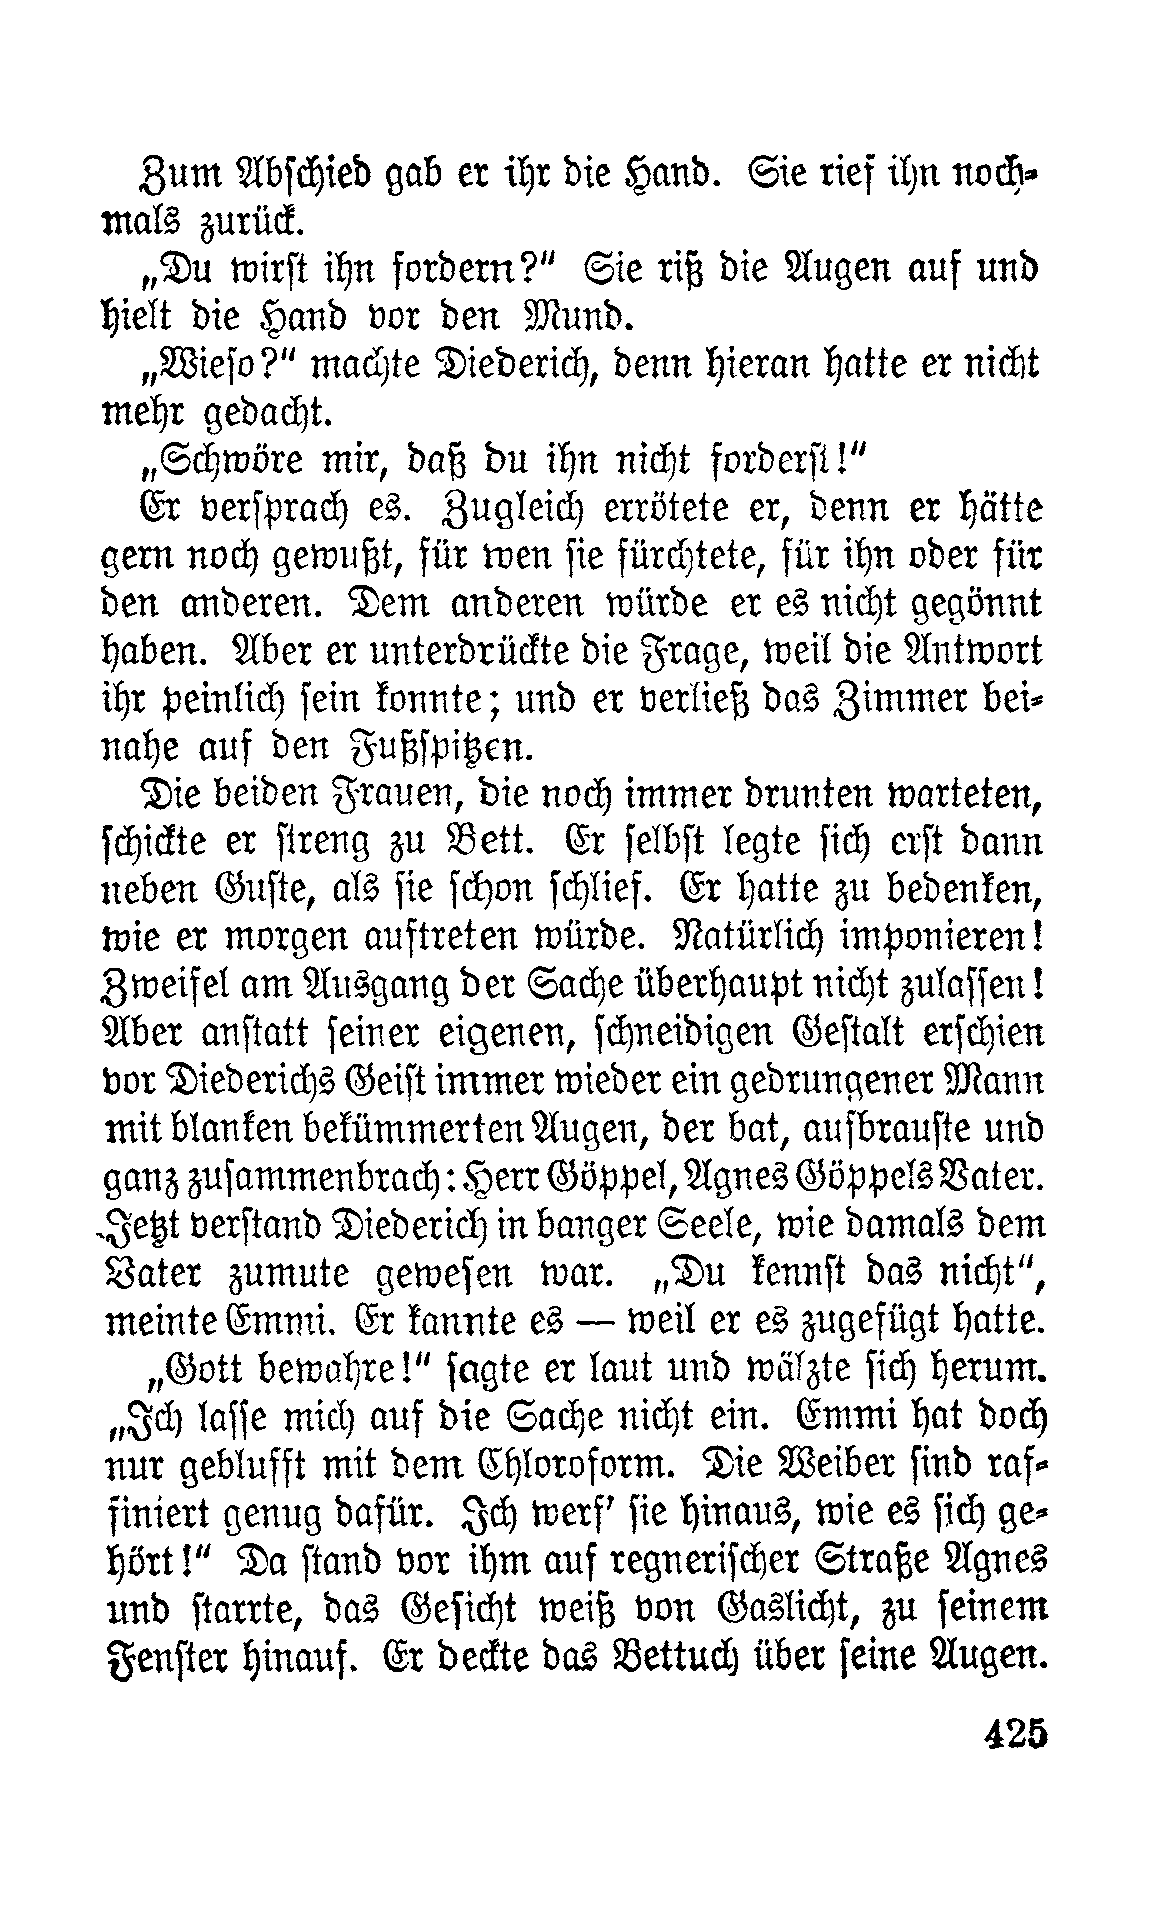 Zum Abschied gab er ihr die Hand. Sie rief ihn noch-
mals zurück.
„Du wirst ihn fordern?“ Sie riß die Augen auf und
hielt die Hand vor den Mund.
„Wieso?“ machte Diederich, denn hieran hatte er nicht
mehr gedacht.
„Schwöre mir, daß du ihn nicht forderst!“
Er versprach es. Zugleich errötete er, denn er hätte
gern noch gewußt, für wen sie fürchtete, für ihn oder für
den anderen. Dem anderen würde er es nicht gegönnt
haben. Aber er unterdrückte die Frage, weil die Antwort
ihr peinlich sein konnte; und er verließ das Zimmer bei-
nahe auf den Fußspitzen.
Die beiden Frauen, die noch immer drunten warteten,
schickte er streng zu Bett. Er selbst legte sich erst dann
neben Guste, als sie schon schlief. Er hatte zu bedenken,
wie er morgen auftreten würde. Natürlich imponieren!
Zweifel am Ausgang der Sache überhaupt nicht zulassen!
Aber anstatt seiner eigenen, schneidigen Gestalt erschien
vor Diederichs Geist immer wieder ein gedrungener Mann
mit blanken bekümmerten Augen, der bat, aufbrauste und
ganz zusammenbrach: Herr Göppel, Agnes Göppels Vater.
Jetzt verstand Diederich in banger Seele, wie damals dem
Vater zumute gewesen war. „Du kennst das nicht“,
meinte Emmi. Er kannte es — weil er es zugefügt hatte.
„Gott bewahre!“ sagte er laut und wälzte sich herum.
„Ich lasse mich auf die Sache nicht ein. Emmi hat doch
nur geblufft mit dem Chloroform. Die Weiber sind raf-
finiert genug dafür. Ich werf' sie hinaus, wie es sich ge-
hört!“ Da stand vor ihm auf regnerischer Straße Agnes
und starrte, das Gesicht weiß von Gaslicht, zu seinem
Fenster hinauf. Er deckte das Bettuch über seine Augen.
425